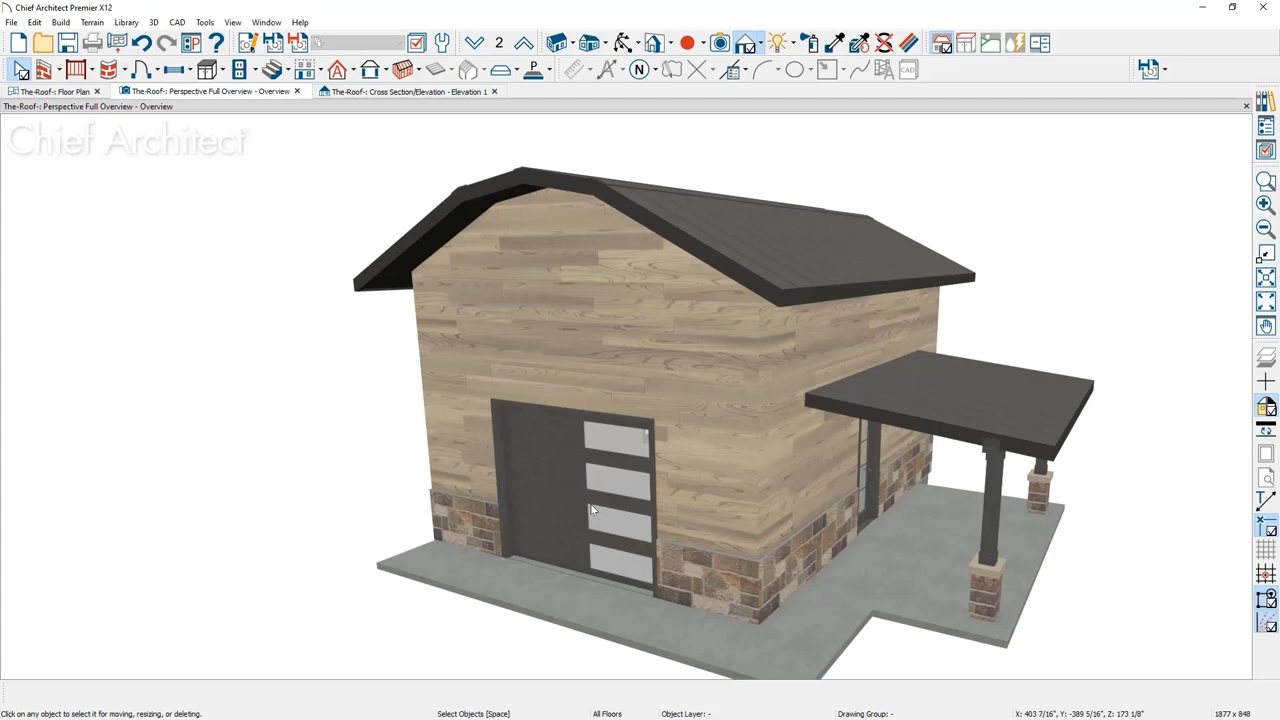 Chief Architect Premier X12
File Edit Build Terrain Library 3D CAD Tools View Window Help
2
N
A
P
CAD
The-Roof-: Floor Plan The-Roof-: Perspective Full Overview - Overview The-Roof-: Cross Section/Elevation - Elevation 1
The-Roof-: Perspective Full Overview - Overview
Chief Architect
Click on any object to select it for moving, resizing, or deleting. Select Objects [Space] All Floors Object Layer: - Drawing Group: - X: 403 7/16", Y: -389 5/16", Z: 173 1/8" 1877 x 848